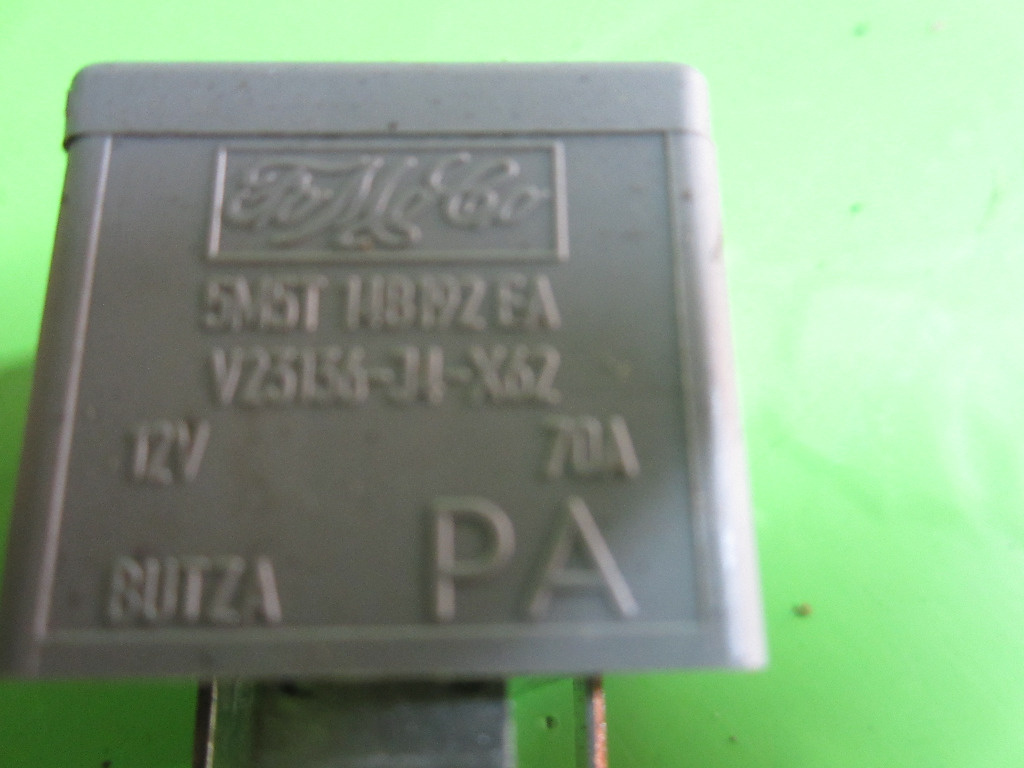 FoMoCo
5M5T 14B192 EA
V23136-J4-X62
12V 70A
BUTZA PA